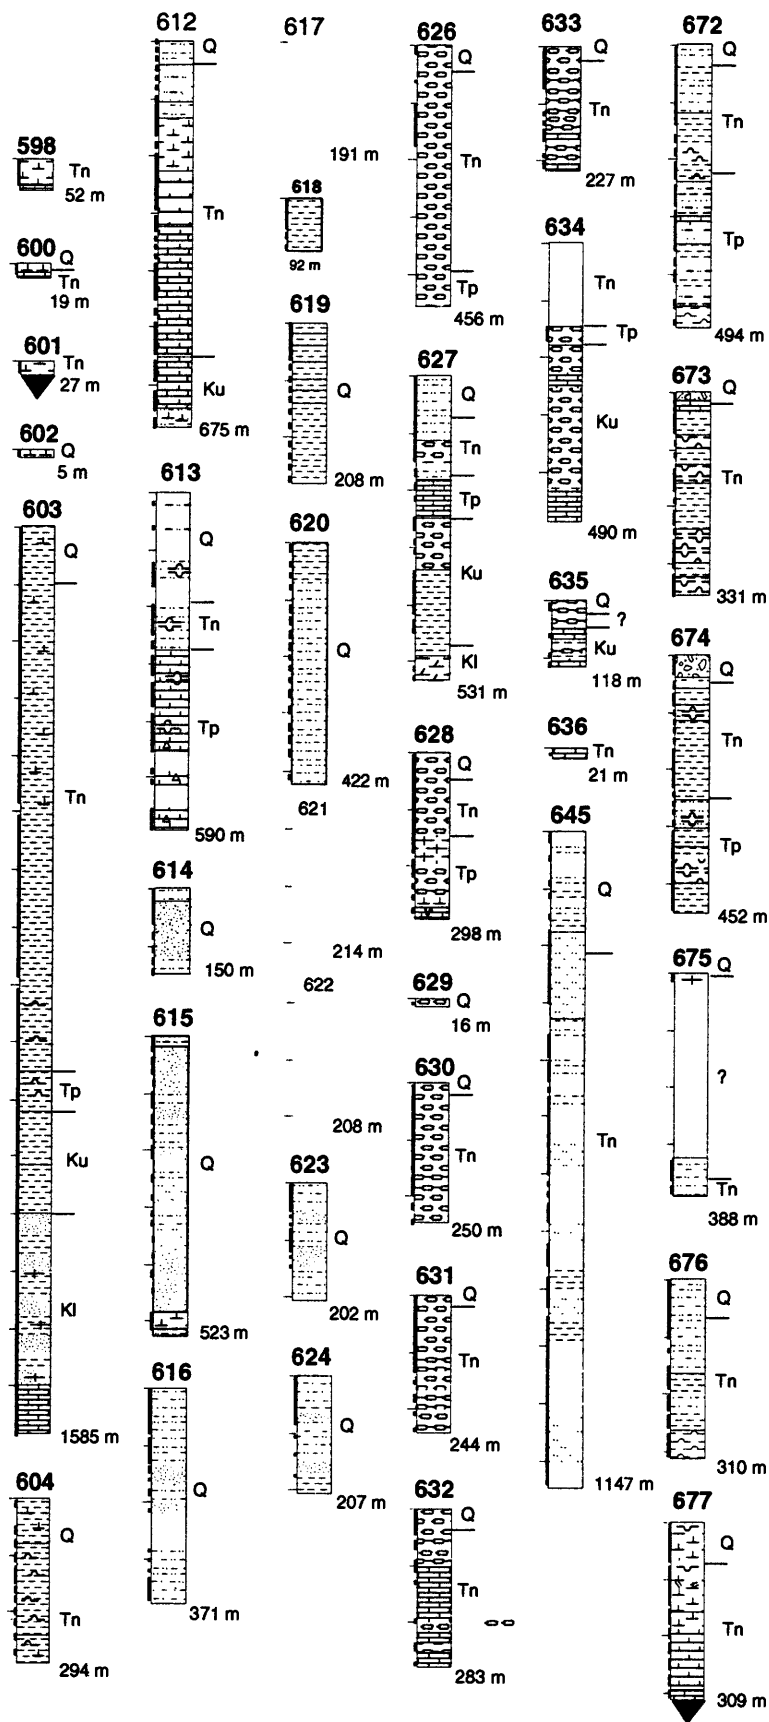 598
Tn
52 m
600
Q
Tn
19 m
601
Tn
27 m
602
Q
5 m
603
Q
Tn
Tp
Ku
Kl
1585 m
604
Q
Tn
294 m
612
Q
Tn
Ku
675 m
613
Q
Tn
Tp
590 m
614
Q
150 m
615
Q
523 m
616
Q
371 m
617
191 m
618
92 m
619
Q
208 m
620
Q
422 m
621
214 m
622
208 m
623
Q
202 m
624
Q
207 m
626
Q
Tn
Tp
456 m
627
Q
Tn
Tp
Ku
Kl
531 m
628
Q
Tn
Tp
298 m
629
Q
16 m
630
Q
Tn
250 m
631
Q
Tn
244 m
632
Q
Tn
283 m
633
Q
Tn
227 m
634
Tn
Tp
Ku
490 m
635
Q
?
Ku
118 m
636
Tn
21 m
645
Q
Tn
1147 m
672
Q
Tn
Tp
494 m
673
Q
Tn
331 m
674
Q
Tn
Tp
452 m
675
Q
?
Tn
388 m
676
Q
Tn
310 m
677
Q
Tn
309 m